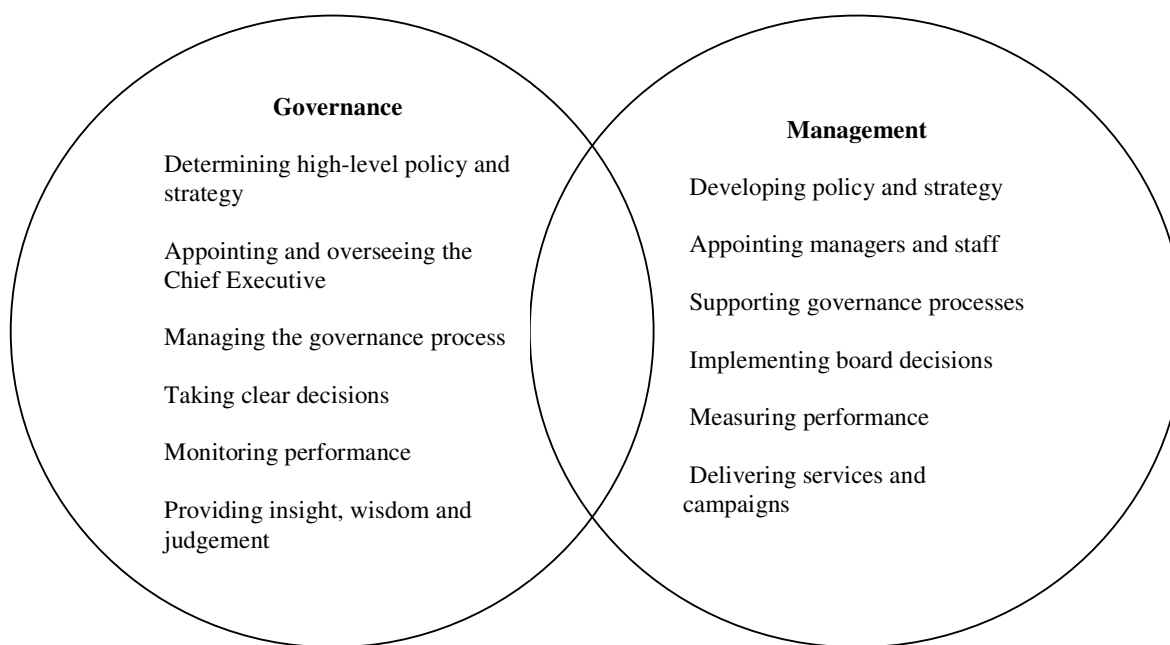 Governance
Determining high-level policy and
strategy
Appointing and overseeing the
Chief Executive
Managing the governance process
Taking clear decisions
Monitoring performance
Providing insight, wisdom and
judgement
Management
Developing policy and strategy
Appointing managers and staff
Supporting governance processes
Implementing board decisions
Measuring performance
Delivering services and
campaigns